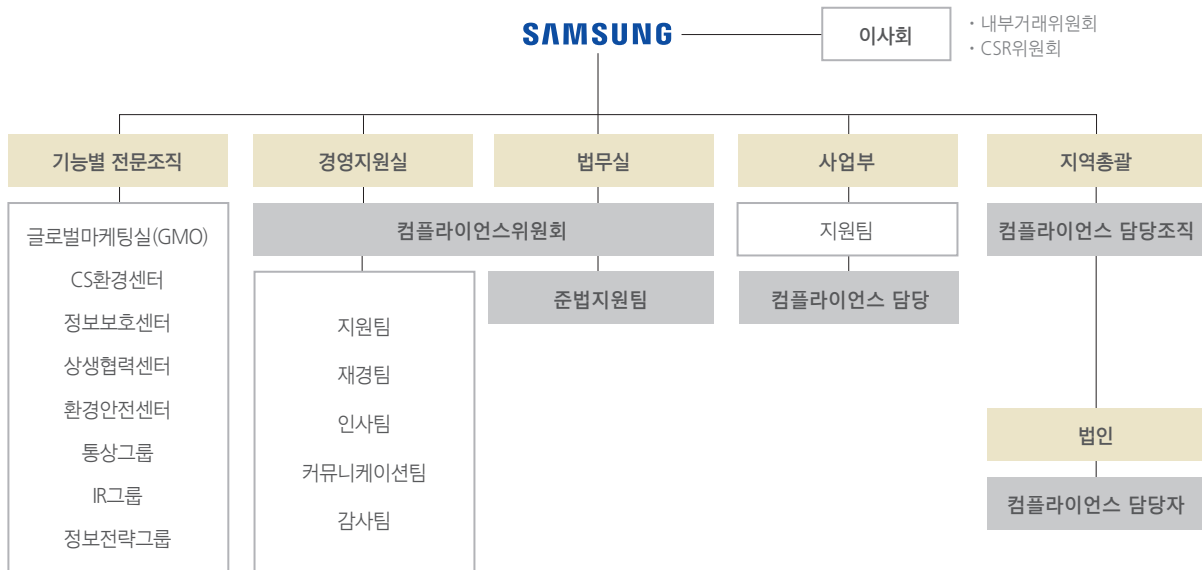 SAMSUNG
이사회
· 내부거래위원회
· CSR위원회
기능별 전문조직
글로벌마케팅실(GMO)
CS환경센터
정보보호센터
상생협력센터
환경안전센터
통상그룹
IR그룹
정보전략그룹
경영지원실
법무실
컴플라이언스위원회
지원팀
재경팀
인사팀
커뮤니케이션팀
감사팀
준법지원팀
사업부
지원팀
컴플라이언스 담당
지역총괄
컴플라이언스 담당조직
법인
컴플라이언스 담당자